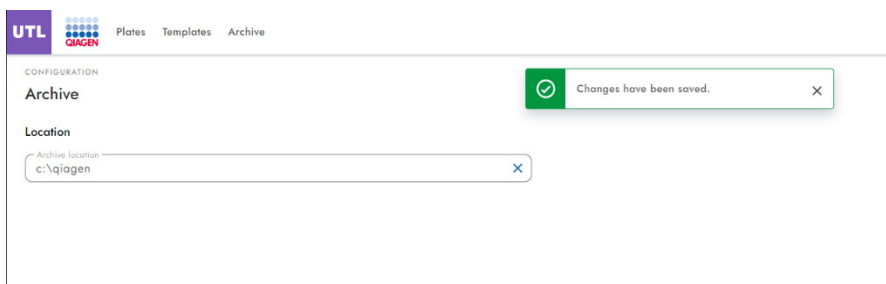 UTL QIAGEN Plates Templates Archive
CONFIGURATION
Archive
Changes have been saved.
Location
Archive location
c:\qiagen